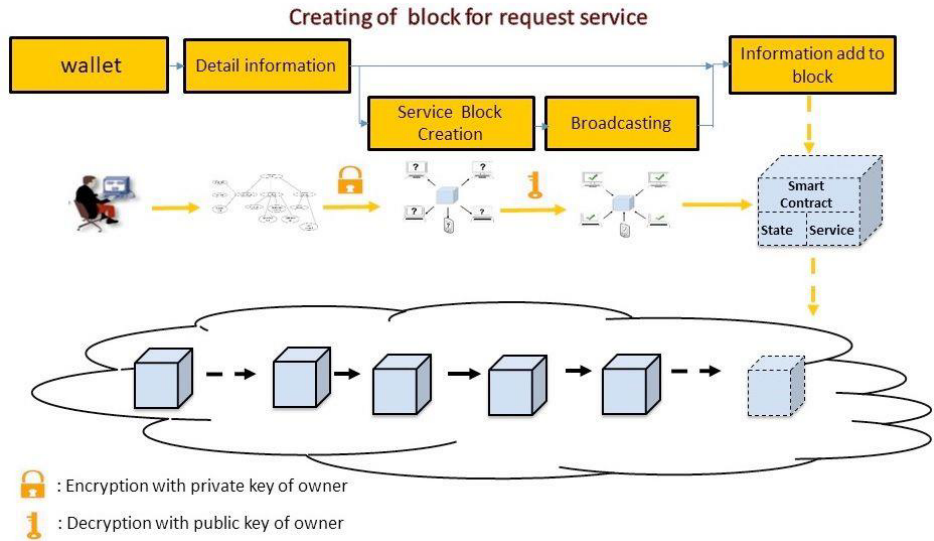 Creating of block for request service
wallet
Detail information
Information add to
block
Service Block
Creation
Broadcasting
?
?
?
?
Smart
Contract
State
Service
: Encryption with private key of owner
: Decryption with public key of owner